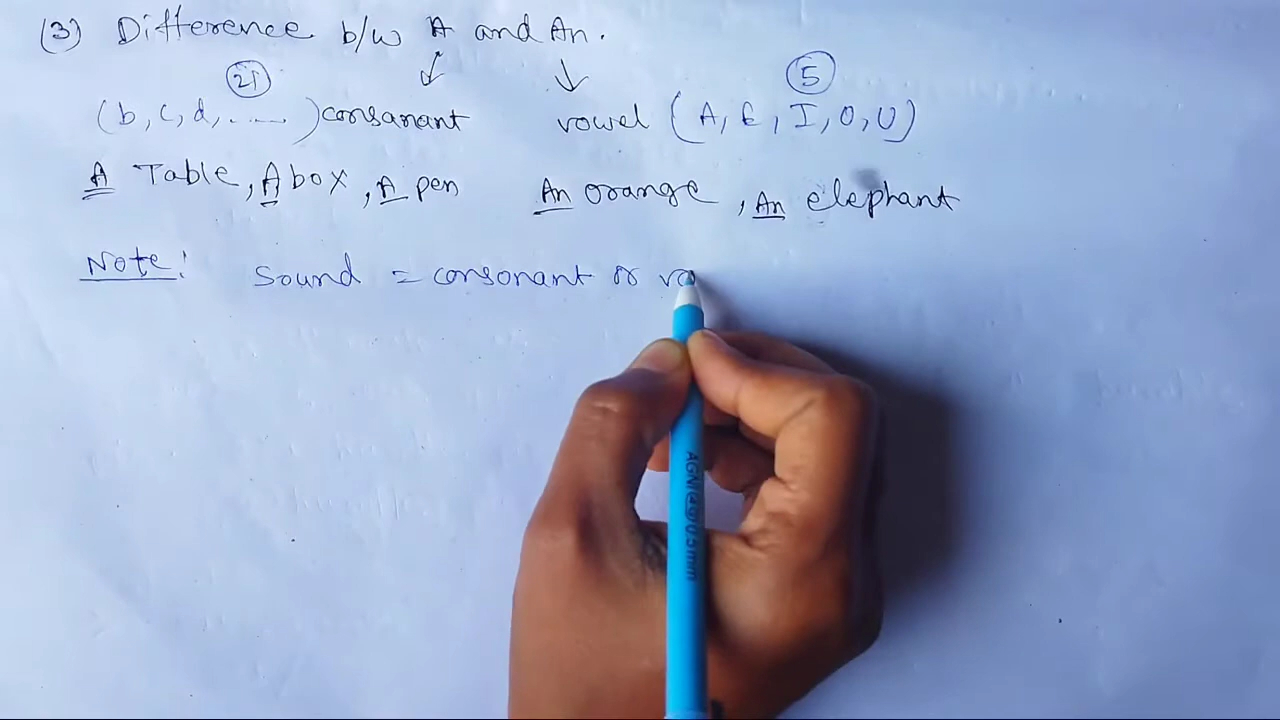 (3) Difference b/w A and An.
21 5
(b, c, d, ......) consanant vowel (A, E, I, O, U)
A Table, A box, A pen An orange, An elephant
Note! Sound = consonant or vo